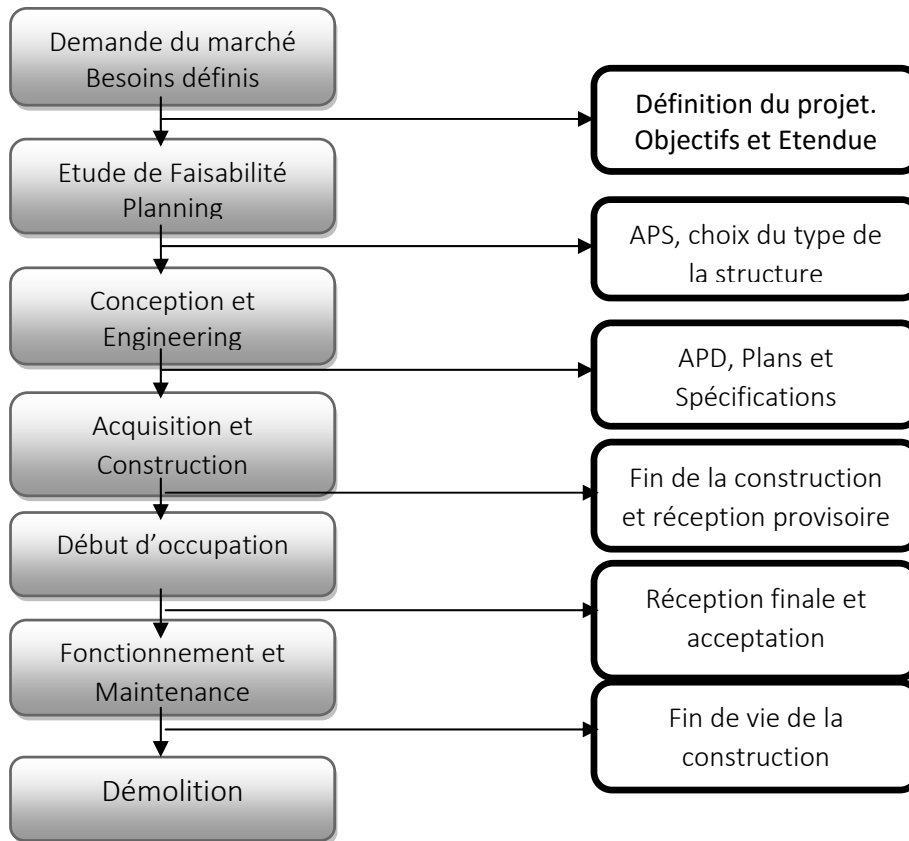 Demande du marché
Besoins définis
Définition du projet.
Objectifs et Etendue
Etude de Faisabilité
Planning
APS, choix du type de
la structure
Conception et
Engineering
APD, Plans et
Spécifications
Acquisition et
Construction
Fin de la construction
et réception provisoire
Début d’occupation
Réception finale et
acceptation
Fonctionnement et
Maintenance
Fin de vie de la
construction
Démolition